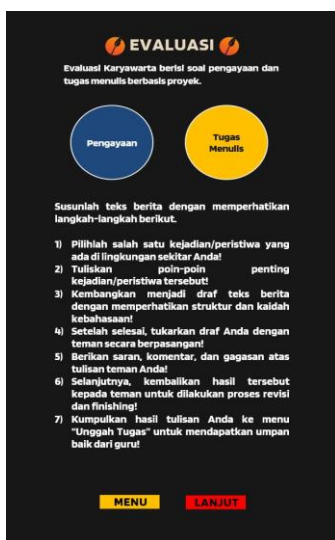 EVALUASI
Evaluasi Karyawarta berisi soal pengayaan dan
tugas menulis berbasis proyek.
Pengayaan
Tugas
Menulis
Susunlah teks berita dengan memperhatikan
langkah-langkah berikut.
1) Pilihlah salah satu kejadian/peristiwa yang
ada di lingkungan sekitar Anda!
2) Tuliskan poin-poin penting
kejadian/peristiwa tersebut!
3) Kembangkan menjadi draf teks berita
dengan memperhatikan struktur dan kaidah
kebahasaan!
4) Setelah selesai, tukarkan draf Anda dengan
teman secara berpasangan!
5) Berikan saran, komentar, dan gagasan atas
tulisan teman Anda!
6) Selanjutnya, kembalikan hasil tersebut
kepada teman untuk dilakukan proses revisi
dan finishing!
7) Kumpulkan hasil tulisan Anda ke menu
"Unggah Tugas" untuk mendapatkan umpan
baik dari guru!
MENU
LANJUT